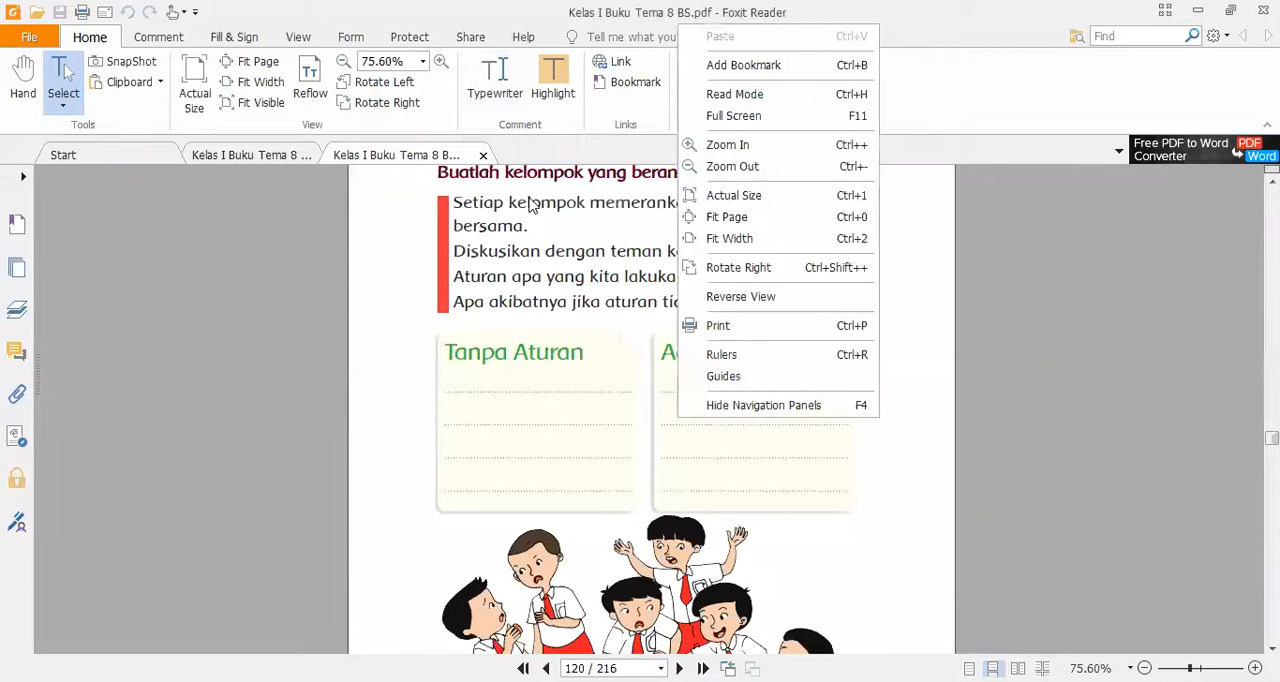 Kelas I Buku Tema 8 BS.pdf - Foxit Reader
File Home Comment Fill & Sign View Form Protect Share Help Tell me what you Find
Hand
Select
SnapShot
Clipboard
Tools
Actual Size
Fit Page
Fit Width
Fit Visible
Reflow
75.60%
Rotate Left
Rotate Right
View
Typewriter
Highlight
Comment
Link
Bookmark
Links
Start
Kelas I Buku Tema 8 ...
Kelas I Buku Tema 8 B...
Free PDF to Word Converter
PDF
Word
Paste Ctrl+V
Add Bookmark Ctrl+B
Read Mode Ctrl+H
Full Screen F11
Zoom In Ctrl++
Zoom Out Ctrl+-
Actual Size Ctrl+1
Fit Page Ctrl+0
Fit Width Ctrl+2
Rotate Right Ctrl+Shift++
Reverse View
Print Ctrl+P
Rulers Ctrl+R
Guides
Hide Navigation Panels F4
Buatlah kelompok yang
Setiap kelompok
bersama.
Diskusikan dengan teman
Aturan apa yang kita
Apa akibatnya jika aturan
Tanpa Aturan
120 / 216
75.60%